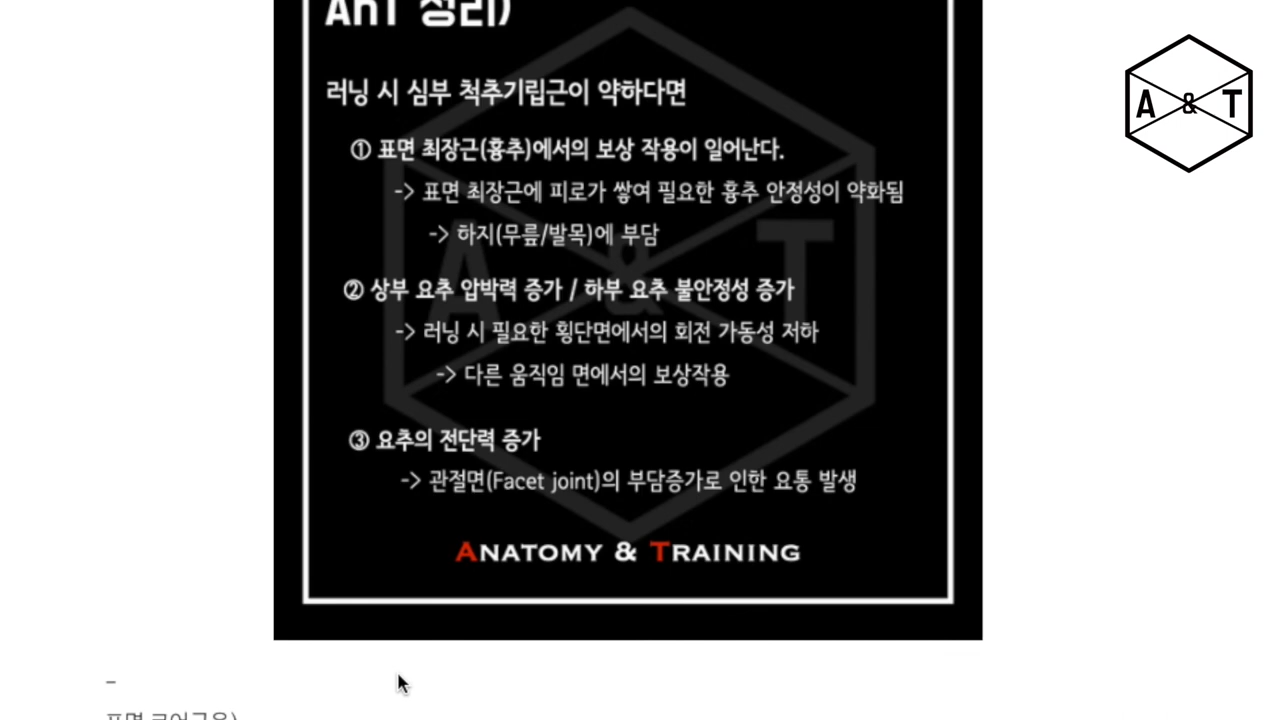 AnT 정리)
러닝 시 심부 척추기립근이 약하다면
① 표면 최장근(흉추)에서의 보상 작용이 일어난다.
-> 표면 최장근에 피로가 쌓여 필요한 흉추 안정성이 약화됨
-> 하지(무릎/발목)에 부담
② 상부 요추 압박력 증가 / 하부 요추 불안정성 증가
-> 러닝 시 필요한 횡단면에서의 회전 가동성 저하
-> 다른 움직임 면에서의 보상작용
③ 요추의 전단력 증가
-> 관절면(Facet joint)의 부담증가로 인한 요통 발생
ANATOMY & TRAINING
A & T
A & T
–